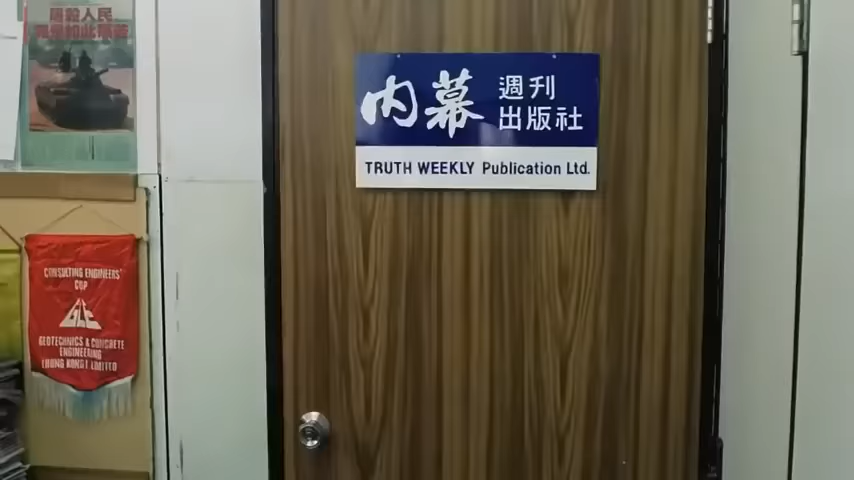 內幕
週刊
出版社
TRUTH WEEKLY Publication Ltd.
CONSULTING ENGINEERS'
CUP
GEOTECHNICS & CONCRETE
ENGINEERING
(HONG KONG) LIMITED